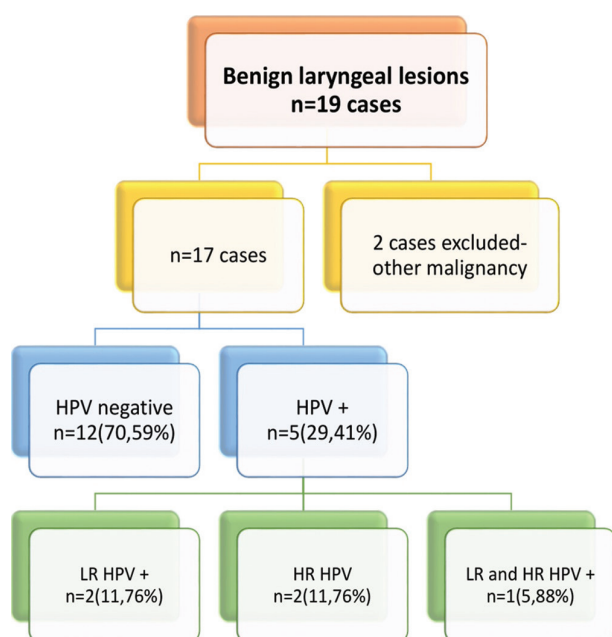 Benign laryngeal lesions
n=19 cases
n=17 cases
2 cases excluded-
other malignancy
HPV negative
n=12(70,59%)
HPV +
n=5(29,41%)
LR HPV +
n=2(11,76%)
HR HPV
n=2(11,76%)
LR and HR HPV +
n=1(5,88%)